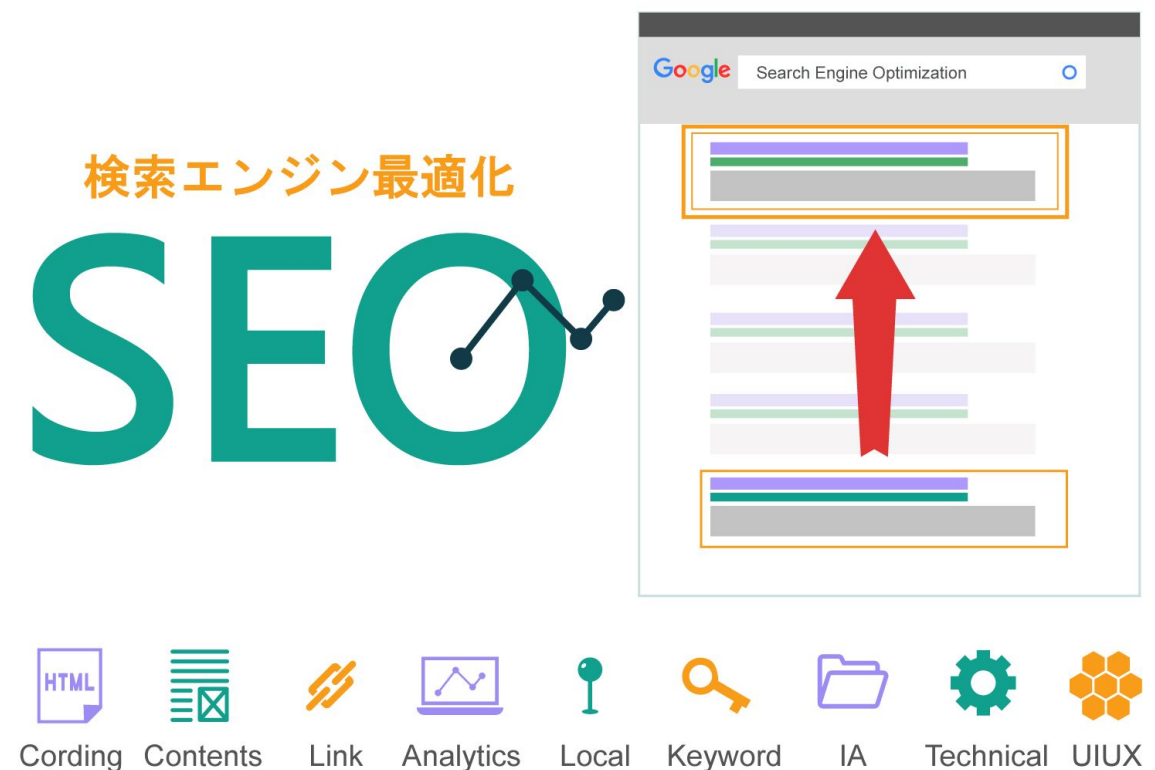 Google Search Engine Optimization
検索エンジン最適化
SEO
HTML
Cording Contents Link Analytics Local Keyword IA Technical UIUX